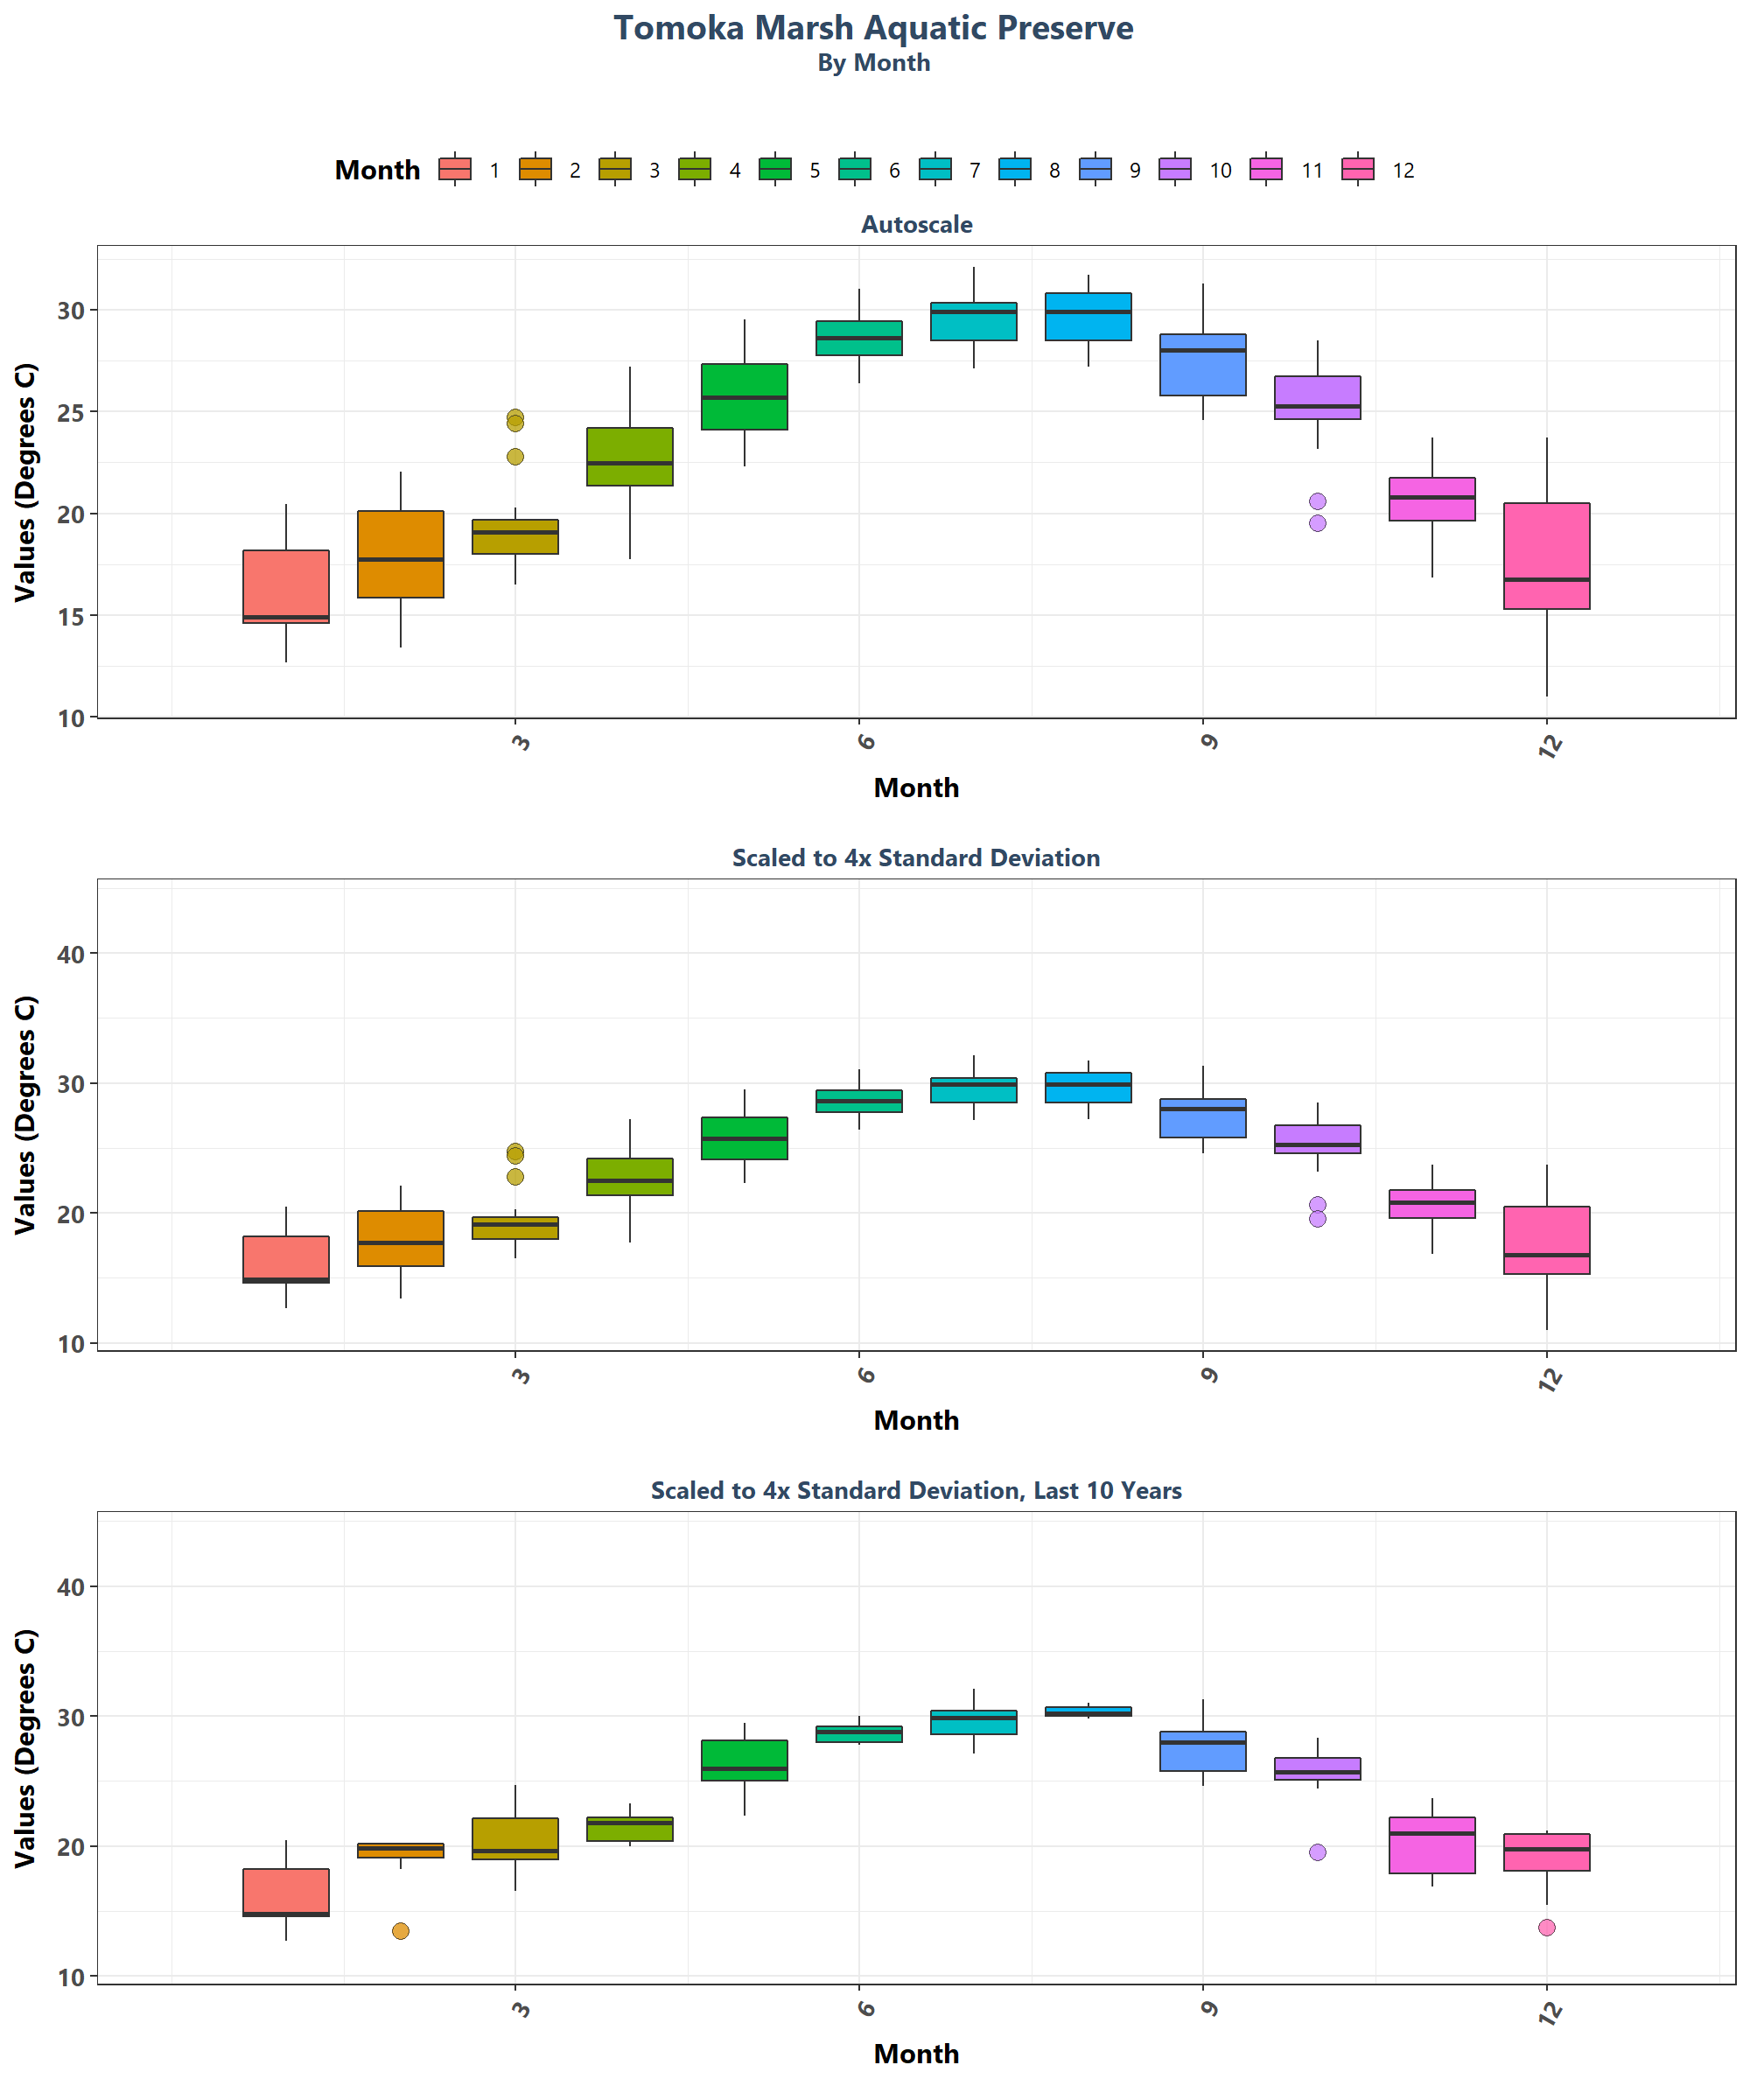 Tomoka Marsh Aquatic Preserve
By Month
Month 1 2 3 4 5 6 7 8 9 10 11 12
Autoscale
Values (Degrees C)
30
25
20
15
10
3 6 9 12
Month
Scaled to 4x Standard Deviation
Values (Degrees C)
40
30
20
10
3 6 9 12
Month
Scaled to 4x Standard Deviation, Last 10 Years
Values (Degrees C)
40
30
20
10
3 6 9 12
Month